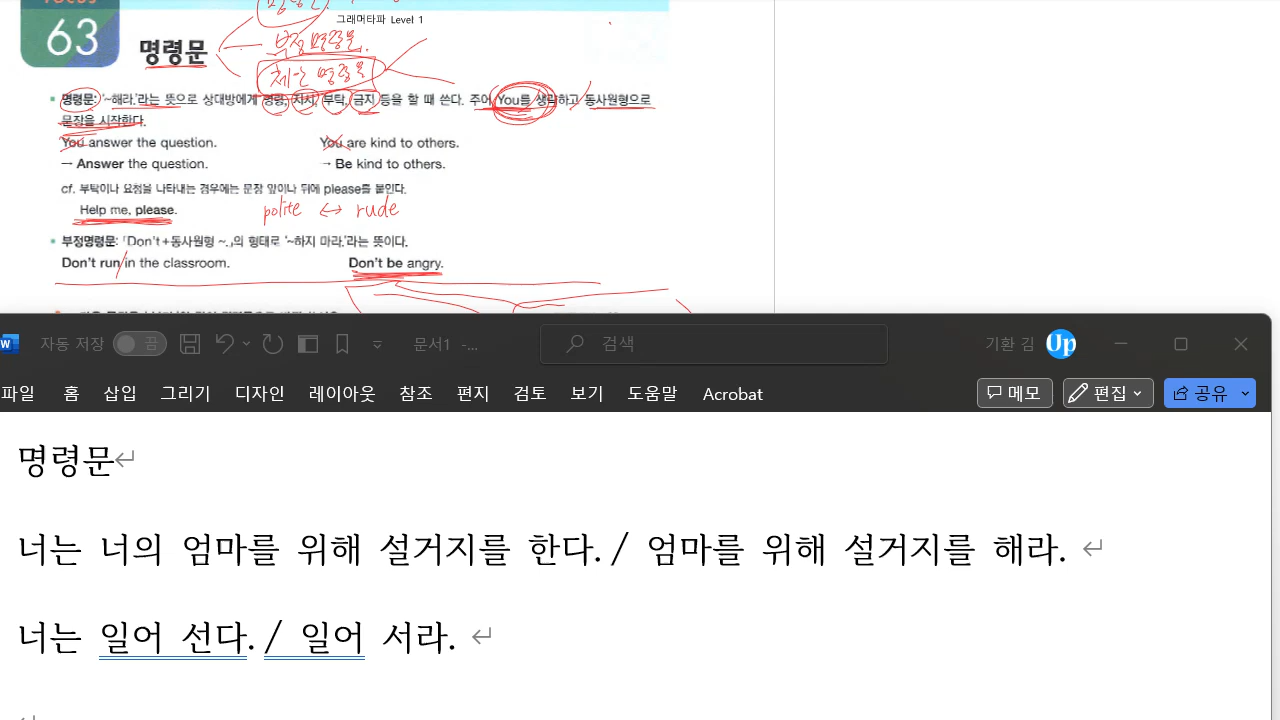 그래머타파 Level 1
63 명령문
부정 명령문.
명령문: '~해라.'라는 뜻으로 상대방에게 명령, 지시, 부탁, 금지 등을 할 때 쓴다. 주어 You를 생략하고 동사원형으로
문장을 시작한다.
You answer the question. You are kind to others.
→ Answer the question. → Be kind to others.
cf. 부탁이나 요청을 나타내는 경우에는 문장 앞이나 뒤에 please를 붙인다.
Help me, please. polite ↔ rude
부정명령문: 「Don't+동사원형 ~.」의 형태로 '~하지 마라.'라는 뜻이다.
Don't run in the classroom. Don't be angry.
자동 저장 끔 문서1 -... 검색 기환 김 Up
파일 홈 삽입 그리기 디자인 레이아웃 참조 편지 검토 보기 도움말 Acrobat 메모 편집 공유
명령문
너는 너의 엄마를 위해 설거지를 한다. / 엄마를 위해 설거지를 해라.
너는 일어 선다. / 일어 서라.